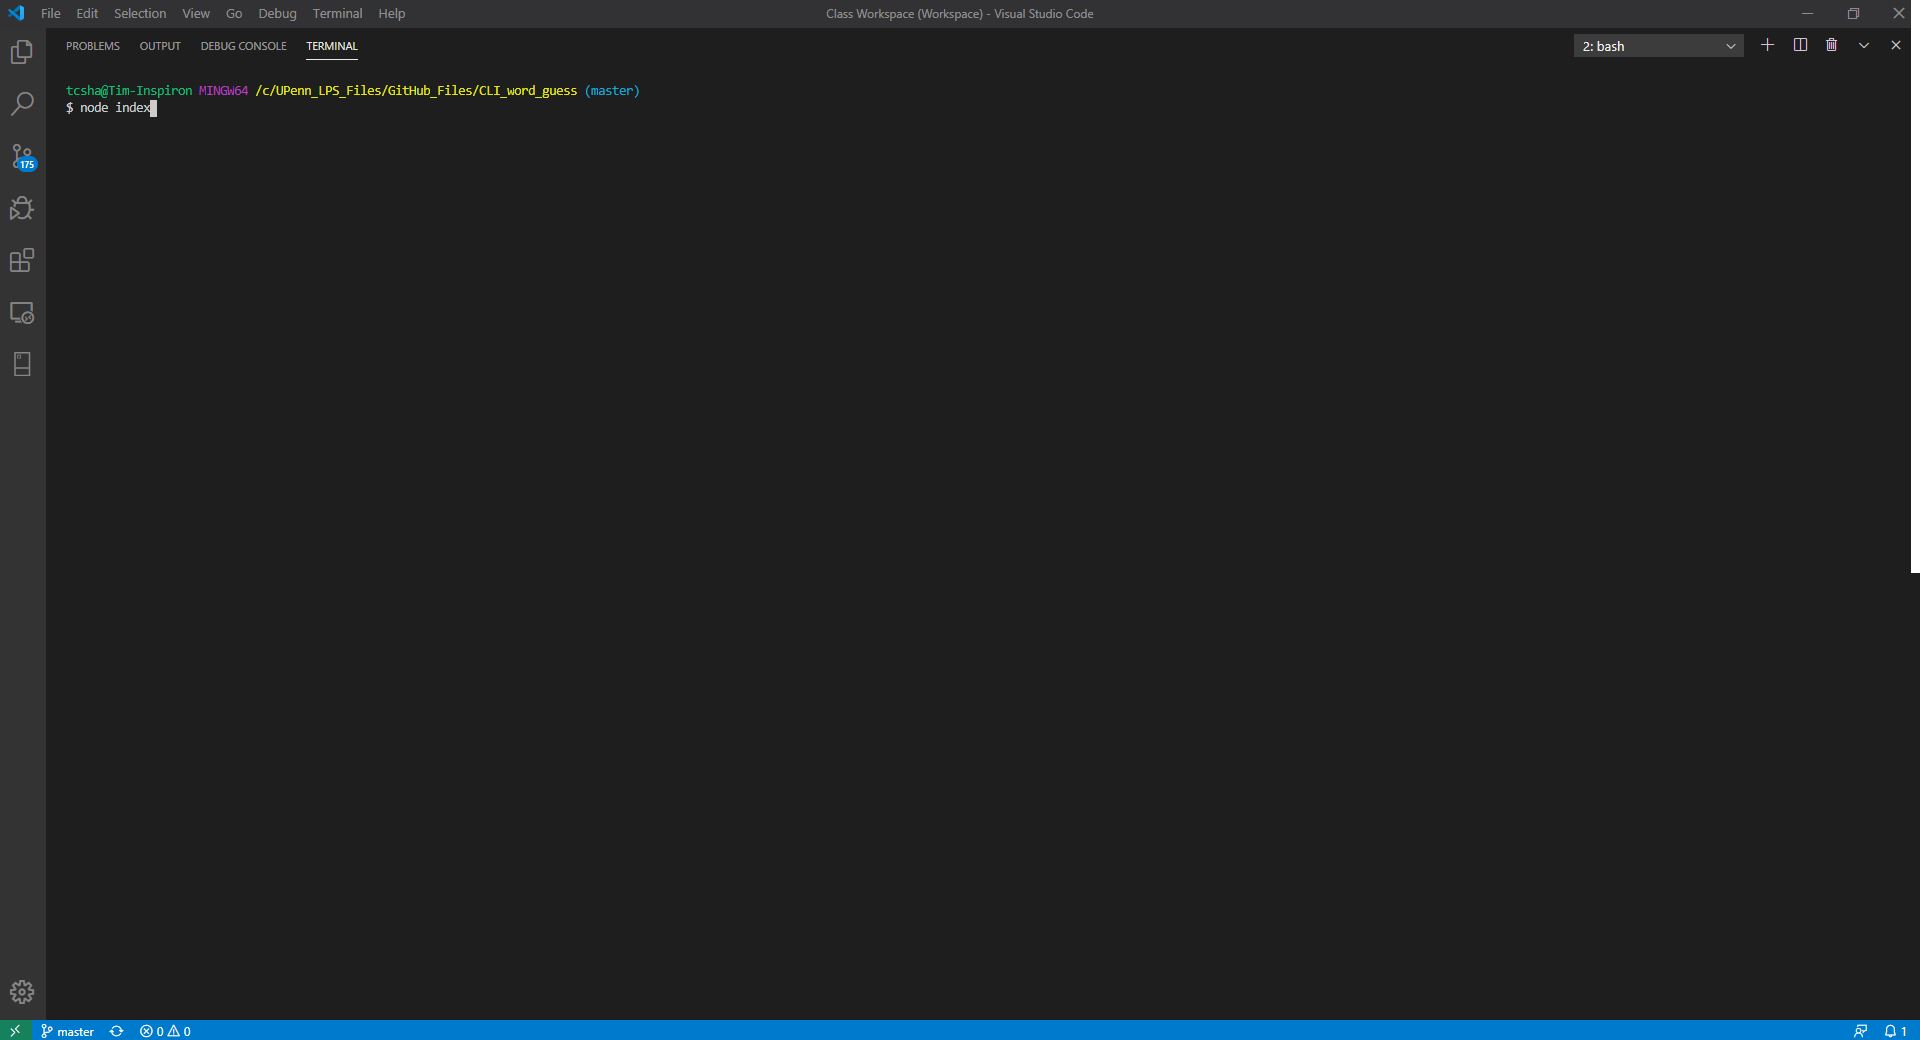 File Edit Selection View Go Debug Terminal Help
Class Workspace (Workspace) - Visual Studio Code
PROBLEMS OUTPUT DEBUG CONSOLE TERMINAL
2: bash
tcsha@Tim-Inspiron MINGW64 /c/UPenn_LPS_Files/GitHub_Files/CLI_word_guess (master)
$ node index
175
master 0 0
1